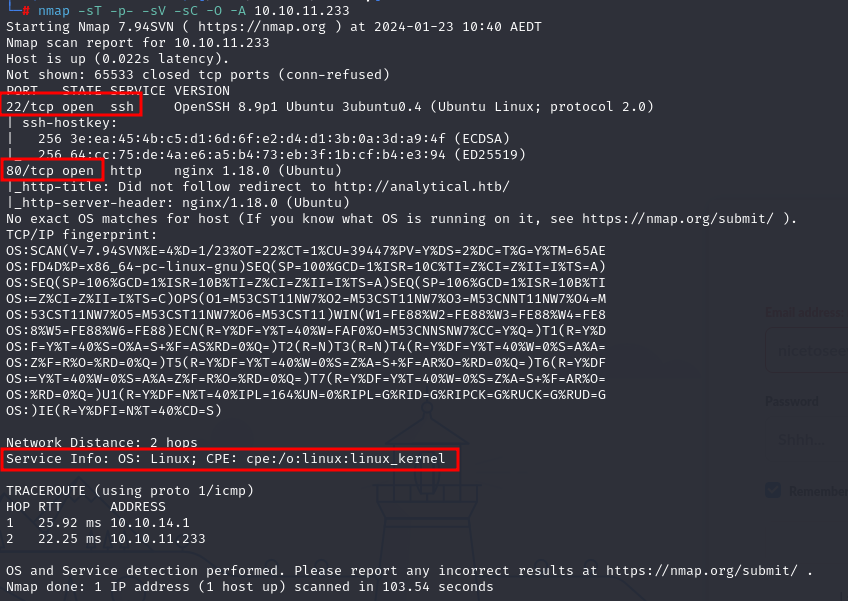 └─# nmap -sT -p- -sV -sC -O -A 10.10.11.233
Starting Nmap 7.94SVN ( https://nmap.org ) at 2024-01-23 10:40 AEDT
Nmap scan report for 10.10.11.233
Host is up (0.022s latency).
Not shown: 65533 closed tcp ports (conn-refused)
PORT   STATE SERVICE VERSION
22/tcp open  ssh     OpenSSH 8.9p1 Ubuntu 3ubuntu0.4 (Ubuntu Linux; protocol 2.0)
| ssh-hostkey:
|   256 3e:ea:45:4b:c5:d1:6d:6f:e2:d4:d1:3b:0a:3d:a9:4f (ECDSA)
|_  256 64:cc:75:de:4a:e6:a5:b4:73:eb:3f:1b:cf:b4:e3:94 (ED25519)
80/tcp open  http    nginx 1.18.0 (Ubuntu)
|_http-title: Did not follow redirect to http://analytical.htb/
|_http-server-header: nginx/1.18.0 (Ubuntu)
No exact OS matches for host (If you know what OS is running on it, see https://nmap.org/submit/ ).
TCP/IP fingerprint:
OS:SCAN(V=7.94SVN%E=4%D=1/23%OT=22%CT=1%CU=39447%PV=Y%DS=2%DC=T%G=Y%TM=65AE
OS:FD4D%P=x86_64-pc-linux-gnu)SEQ(SP=100%GCD=1%ISR=10C%TI=Z%CI=Z%II=I%TS=A)
OS:SEQ(SP=106%GCD=1%ISR=10B%TI=Z%CI=Z%II=I%TS=A)SEQ(SP=106%GCD=1%ISR=10B%TI
OS:=Z%CI=Z%II=I%TS=C)OPS(O1=M53CST11NW7%O2=M53CST11NW7%O3=M53CNNT11NW7%O4=M
OS:53CST11NW7%O5=M53CST11NW7%O6=M53CST11)WIN(W1=FE88%W2=FE88%W3=FE88%W4=FE8
OS:8%W5=FE88%W6=FE88)ECN(R=Y%DF=Y%T=40%W=FAF0%O=M53CNNSNW7%CC=Y%Q=)T1(R=Y%D
OS:F=Y%T=40%S=O%A=S+%F=AS%RD=0%Q=)T2(R=N)T3(R=N)T4(R=Y%DF=Y%T=40%W=0%S=A%A=
OS:Z%F=R%O=%RD=0%Q=)T5(R=Y%DF=Y%T=40%W=0%S=Z%A=S+%F=AR%O=%RD=0%Q=)T6(R=Y%DF
OS:=Y%T=40%W=0%S=A%A=Z%F=R%O=%RD=0%Q=)T7(R=Y%DF=Y%T=40%W=0%S=Z%A=S+%F=AR%O=
OS:%RD=0%Q=)U1(R=Y%DF=N%T=40%IPL=164%UN=0%RIPL=G%RID=G%RIPCK=G%RUCK=G%RUD=G
OS:)IE(R=Y%DFI=N%T=40%CD=S)
Email address
Password
Network Distance: 2 hops
Service Info: OS: Linux; CPE: cpe:/o:linux:linux_kernel
TRACEROUTE (using proto 1/icmp)
Remember
HOP RTT      ADDRESS
1   25.92 ms 10.10.14.1
2   22.25 ms 10.10.11.233
OS and Service detection performed. Please report any incorrect results at https://nmap.org/submit/ .
Nmap done: 1 IP address (1 host up) scanned in 103.54 seconds